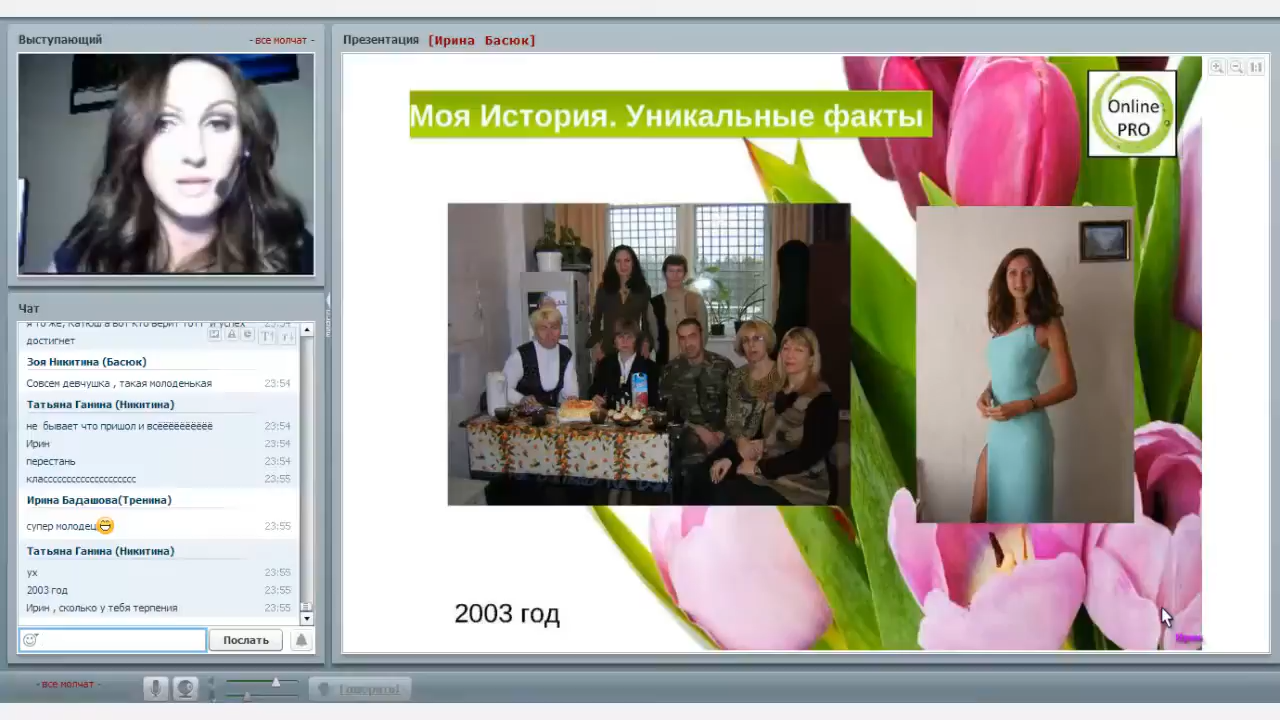 Выступающий
- все молчат -
Чат
достигнет
Зоя Никитина (Басюк)
Совсем девчушка , такая молоденькая 23:54
Татьяна Ганина (Никитина)
не бывает что пришол и всёёёёёёёёёё 23:54
Ирин 23:54
перестань 23:54
классссссссссссссссссс 23:55
Ирина Бадашова(Тренина)
супер молодец 23:55
Татьяна Ганина (Никитина)
ух 23:55
2003 год 23:55
Ирин , сколько у тебя терпения 23:55
Послать
- все молчат -
Презентация [Ирина Басюк]
1:1
Моя История. Уникальные факты
Online
PRO
2003 год